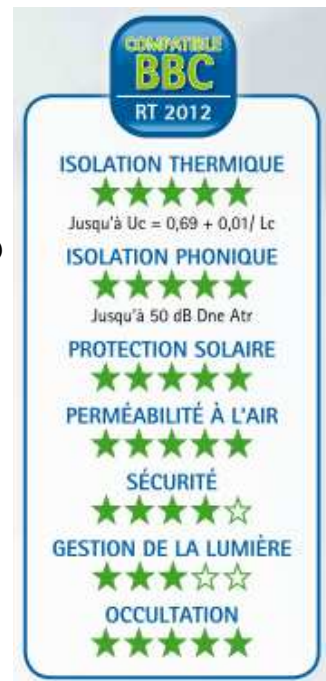 COMPATIBLE
BBC
RT 2012
ISOLATION THERMIQUE
Jusqu'à Uc = 0,69 + 0,01/ Lc
ISOLATION PHONIQUE
Jusqu'à 50 dB Dne Atr
PROTECTION SOLAIRE
PERMÉABILITÉ À L'AIR
SÉCURITÉ
GESTION DE LA LUMIÈRE
OCCULTATION